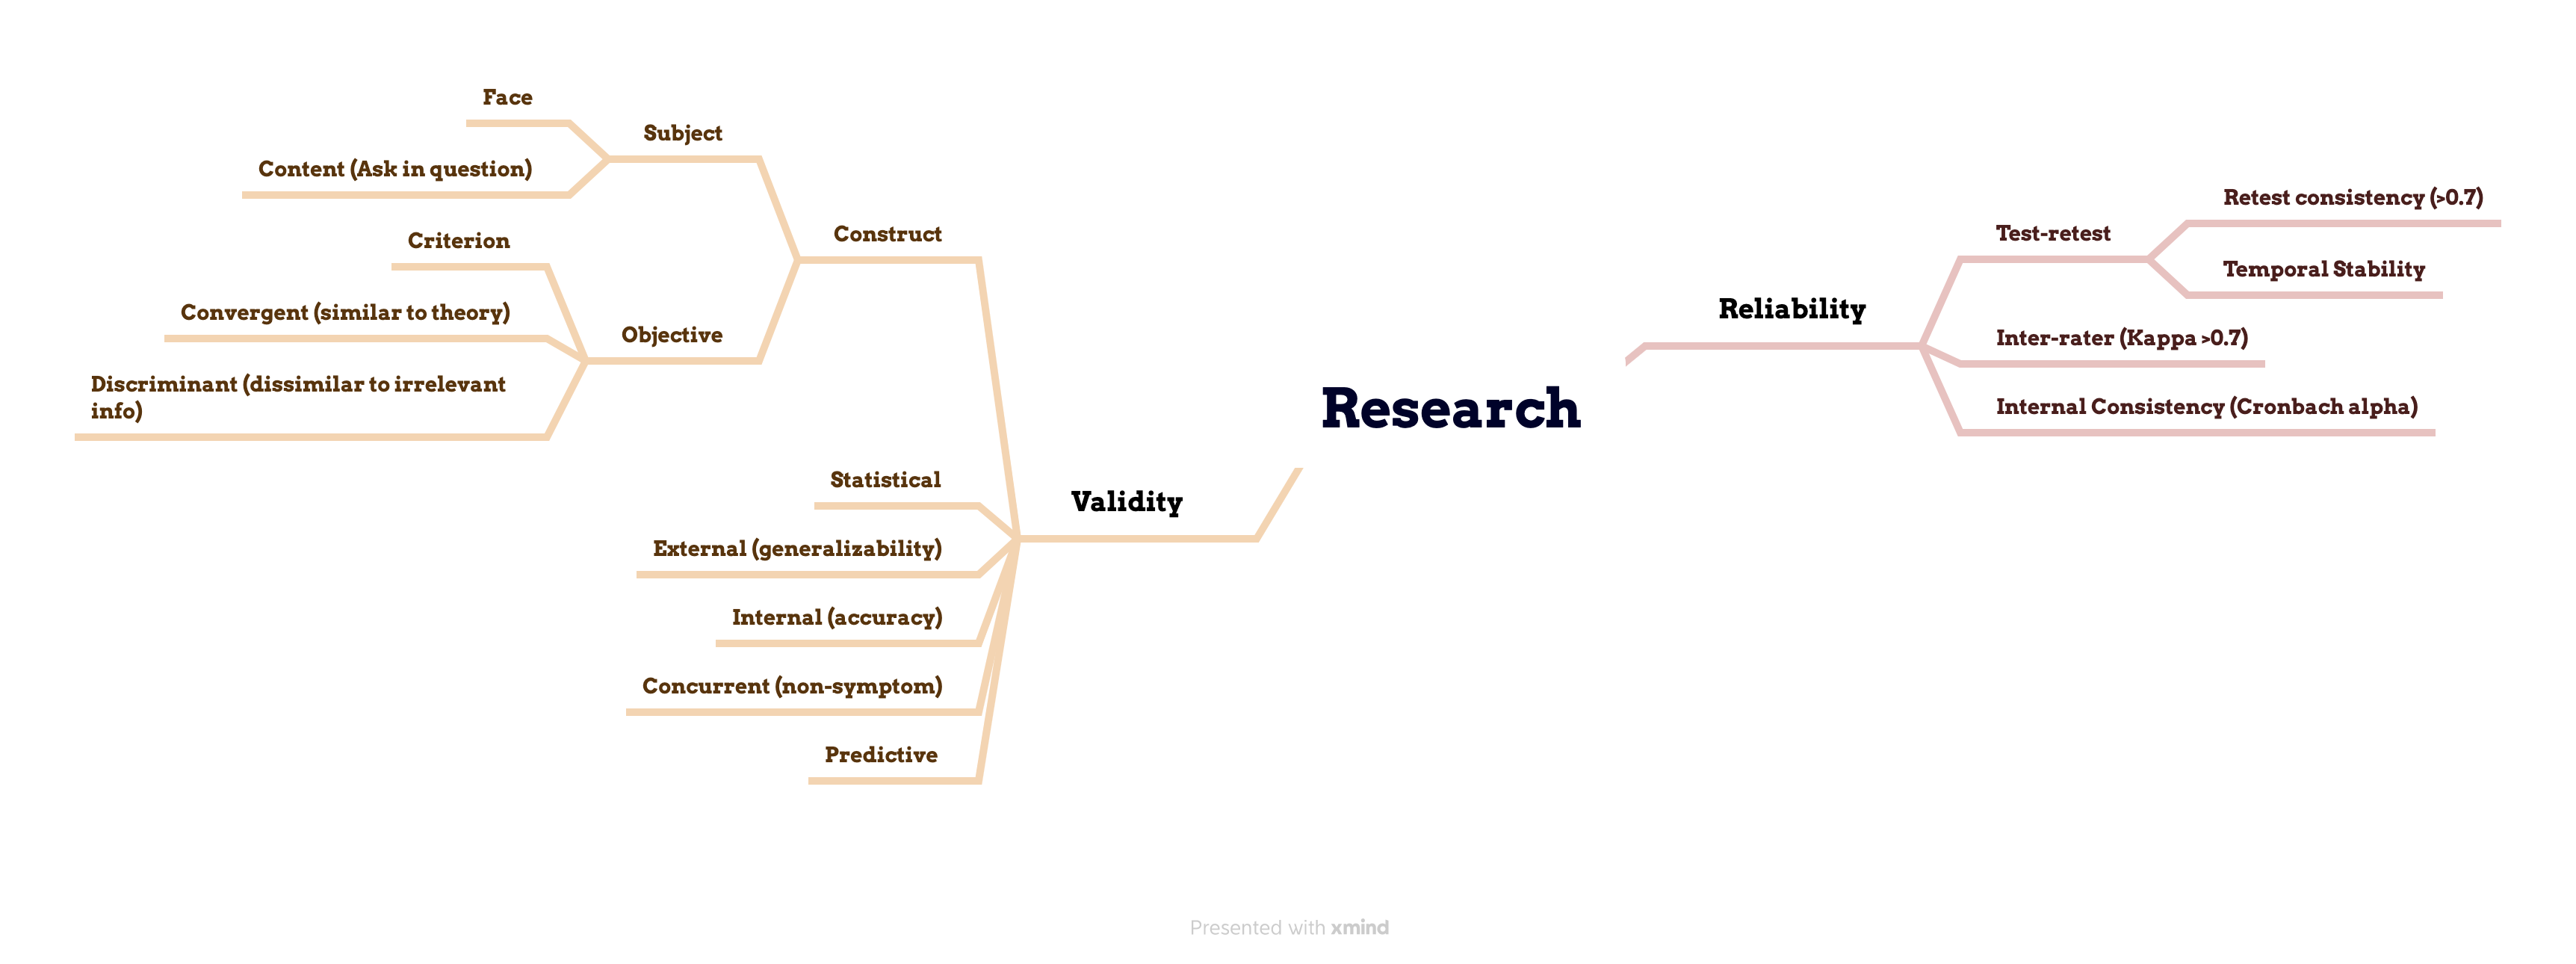 Research
Reliability
Test-retest
Retest consistency (>0.7)
Temporal Stability
Inter-rater (Kappa >0.7)
Internal Consistency (Cronbach alpha)
Validity
Construct
Subject
Face
Content (Ask in question)
Objective
Criterion
Convergent (similar to theory)
Discriminant (dissimilar to irrelevant
info)
Statistical
External (generalizability)
Internal (accuracy)
Concurrent (non-symptom)
Predictive
Presented with xmind